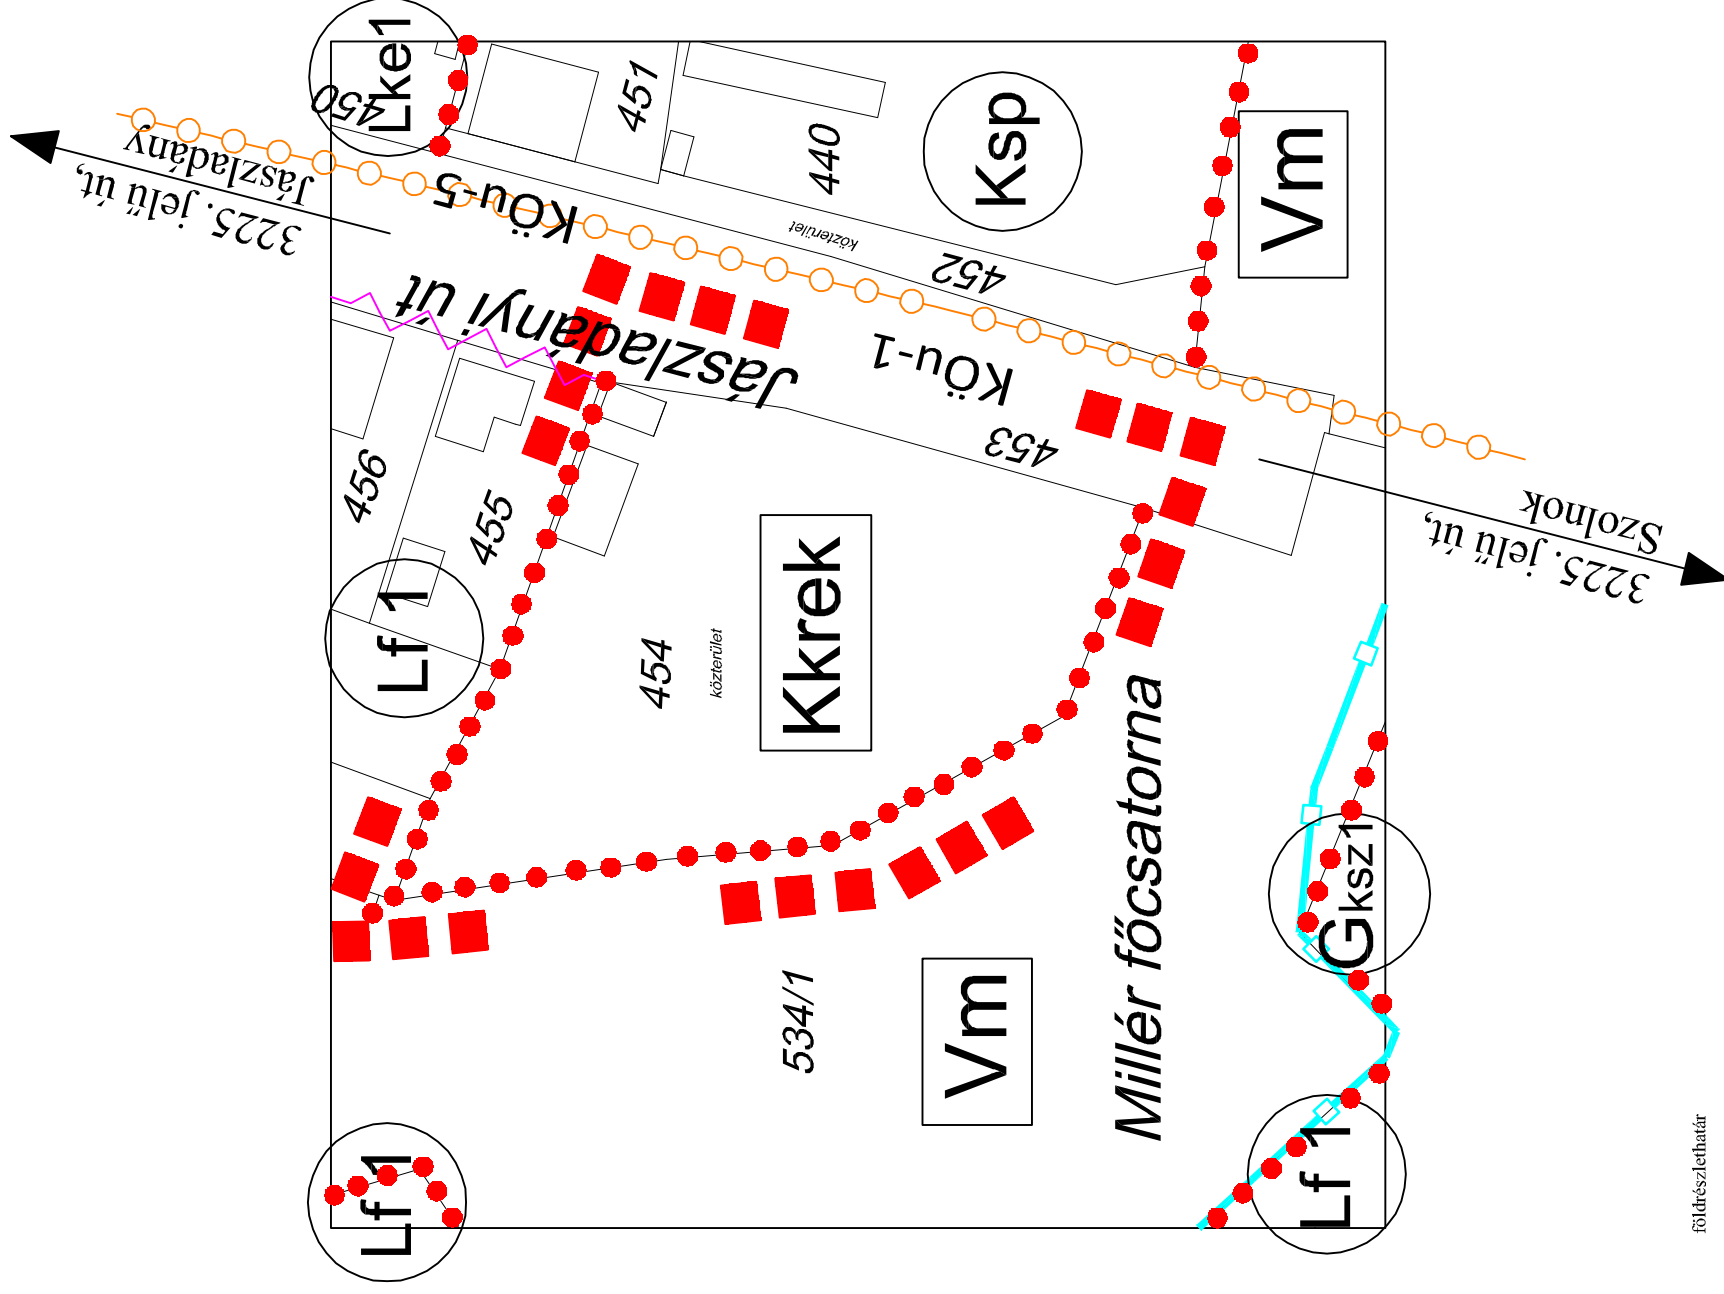 Lke1
450
451
440
Ksp
Vm
3225. jelű út,
Jászladány
KÖu-5
közterület
452
Jászladányi út
KÖu-1
453
456
455
Lf 1
454
közterület
Kkrek
3225. jelű út,
Szolnok
Millér főcsatorna
Gksz1
534/1
Vm
Lf 1
Lf 1
földrészlethatár